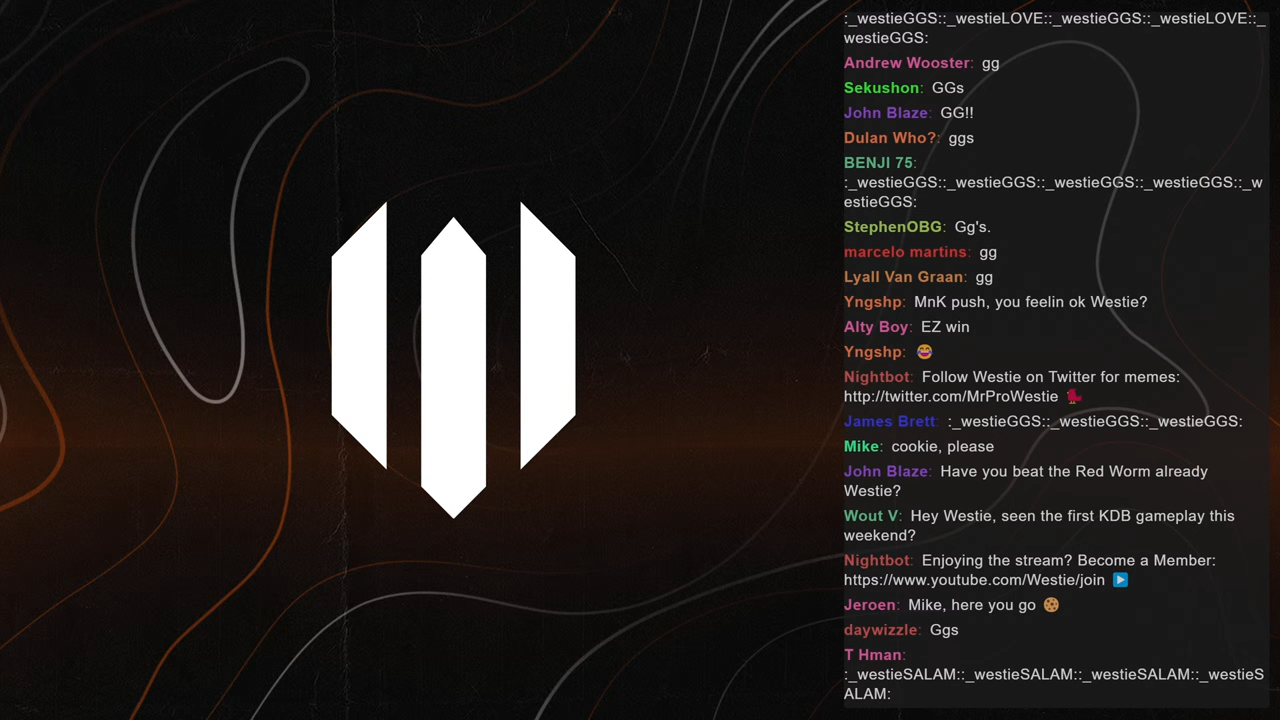 :_westieGGS::_westieLOVE::_westieGGS::_westieLOVE::_
westieGGS:
Andrew Wooster: gg
Sekushon: GGs
John Blaze: GG!!
Dulan Who?: ggs
BENJI 75:
:_westieGGS::_westieGGS::_westieGGS::_westieGGS::_w
estieGGS:
StephenOBG: Gg's.
marcelo martins: gg
Lyall Van Graan: gg
Yngshp: MnK push, you feelin ok Westie?
Alty Boy: EZ win
Yngshp: 😂
Nightbot: Follow Westie on Twitter for memes:
http://twitter.com/MrProWestie 🐦
James Brett: :_westieGGS::_westieGGS::_westieGGS:
Mike: cookie, please
John Blaze: Have you beat the Red Worm already
Westie?
Wout V: Hey Westie, seen the first KDB gameplay this
weekend?
Nightbot: Enjoying the stream? Become a Member:
https://www.youtube.com/Westie/join ▶️
Jeroen: Mike, here you go 🍪
daywizzle: Ggs
T Hman:
:_westieSALAM::_westieSALAM::_westieSALAM::_westieS
ALAM: